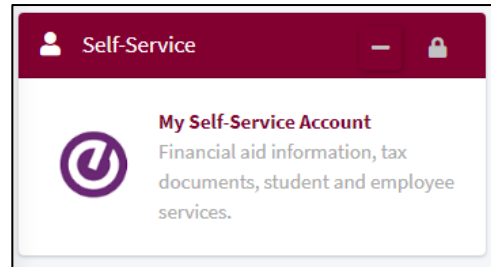 Self-Service
My Self-Service Account
Financial aid information, tax
documents, student and employee
services.